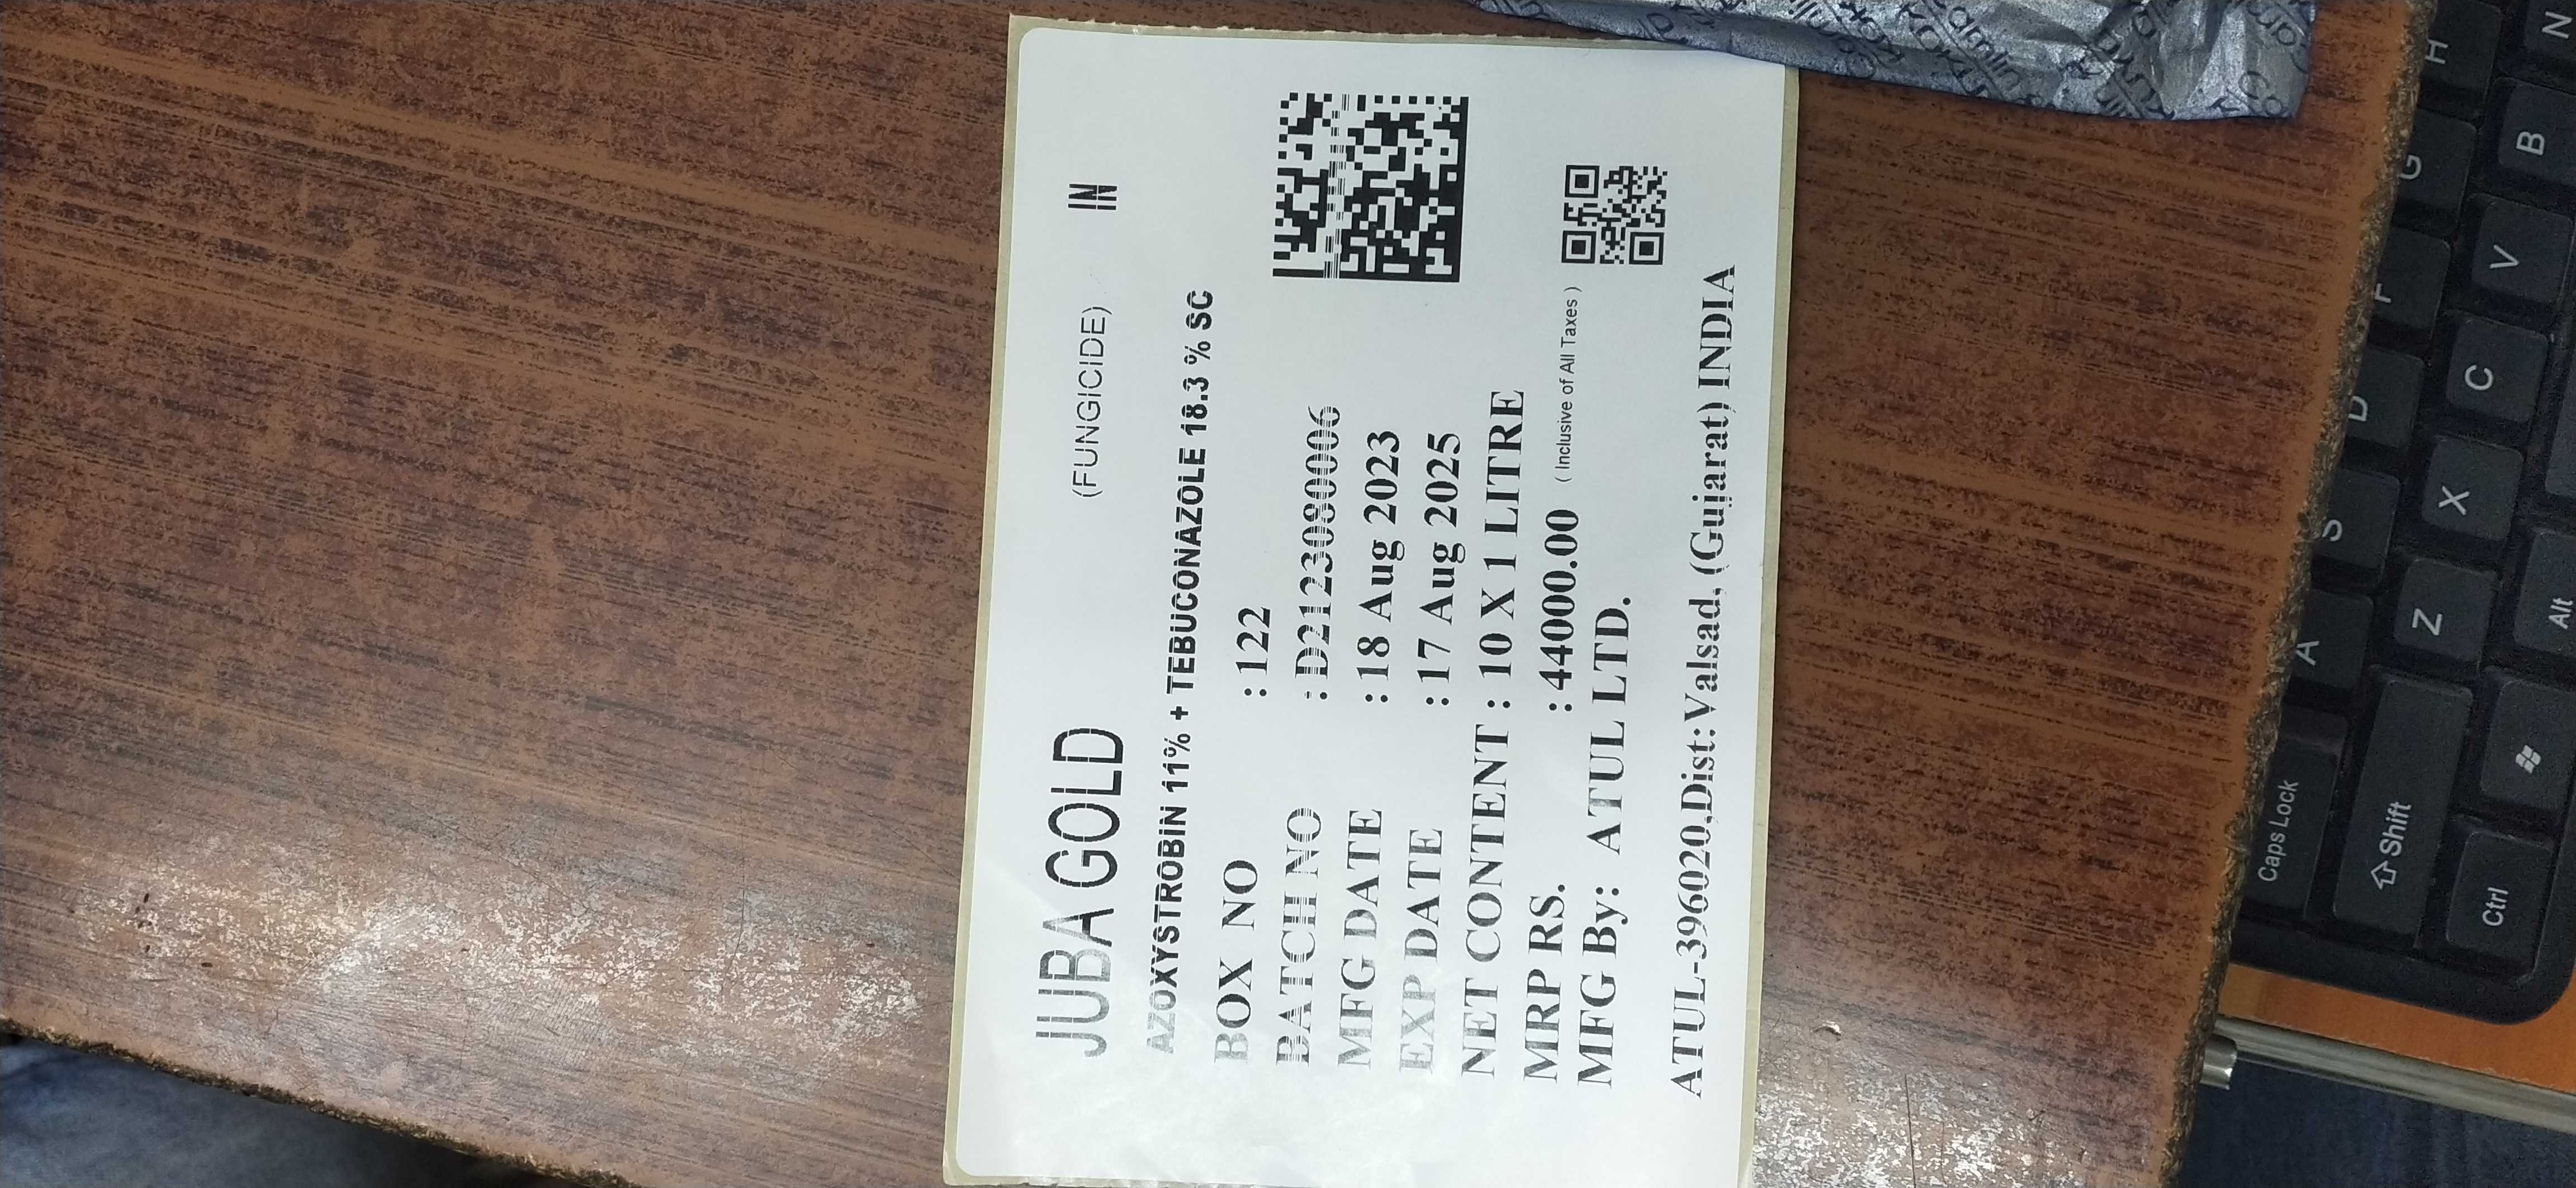 JUBA GOLD (FUNGICIDE) IN
AZOXYSTROBIN 11% + TEBUCONAZOLE 18.3 % SC
BOX NO : 122
BATCH NO : D2123080006
MFG DATE : 18 Aug 2023
EXP DATE : 17 Aug 2025
NET CONTENT : 10 X 1 LITRE
MRP RS. : 44000.00 ( Inclusive of All Taxes )
MFG By: ATUL LTD.
ATUL-396020,Dist: Valsad, (Gujarat) INDIA
H N
G B
F V
D C
S X
A Z Alt
Caps Lock
Shift
Ctrl